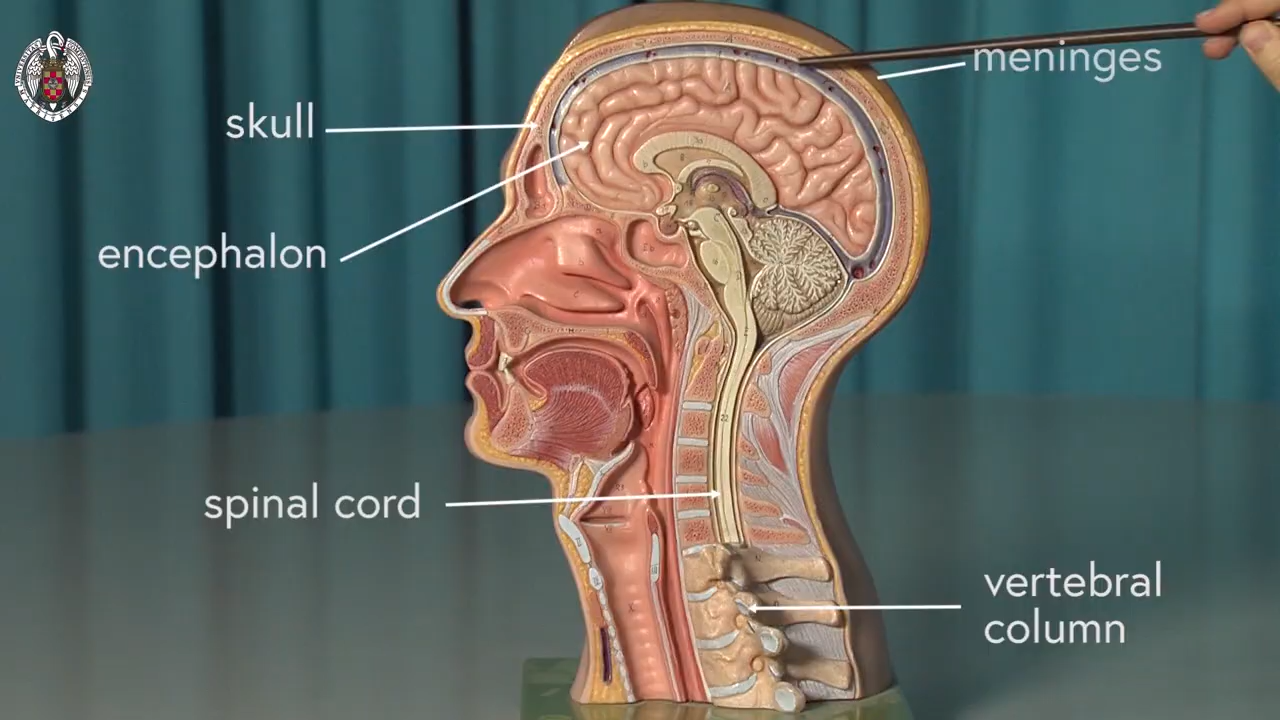 meninges
skull
encephalon
spinal cord
vertebral
column